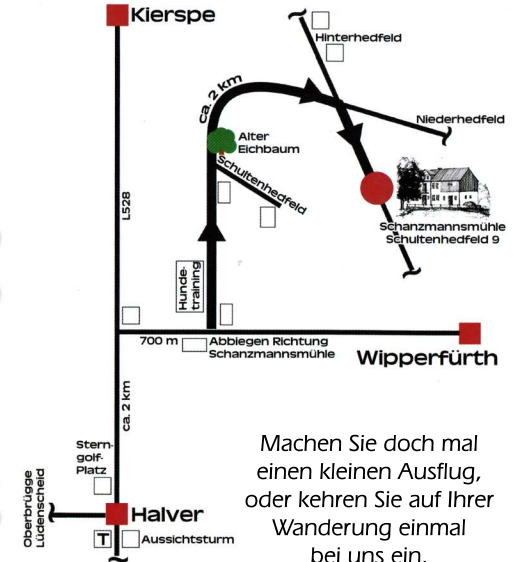 Kierspe
Hinterhedfeld
ca. 2 km
Niederhedfeld
Alter
Eichbaum
Schultenhedfeld
L528
Schanzmannsmühle
Schultenhedfeld 9
Hunde-
training
700 m
Abbiegen Richtung
Schanzmannsmühle
Wipperfürth
ca. 2 km
Stern-
golf-
Platz
Oberbrügge
Lüdenscheid
Halver
T
Aussichtsturm
Machen Sie doch mal
einen kleinen Ausflug,
oder kehren Sie auf Ihrer
Wanderung einmal
bei uns ein.